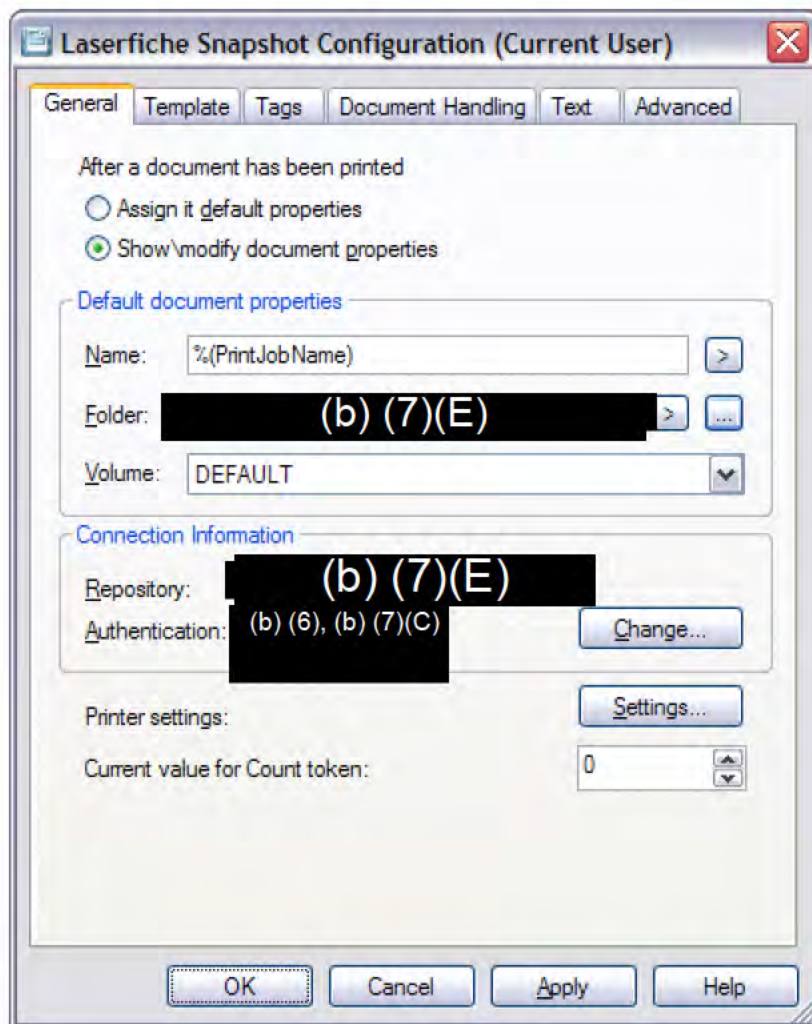 Laserfiche Snapshot Configuration (Current User)
General Template Tags Document Handling Text Advanced
After a document has been printed
Assign it default properties
Show\modify document properties
Default document properties
Name: %(PrintJobName) >
Folder: (b) (7)(E) > ...
Volume: DEFAULT
Connection Information
Repository: (b) (7)(E)
Authentication: (b) (6), (b) (7)(C) Change...
Printer settings: Settings...
Current value for Count token: 0
OK Cancel Apply Help